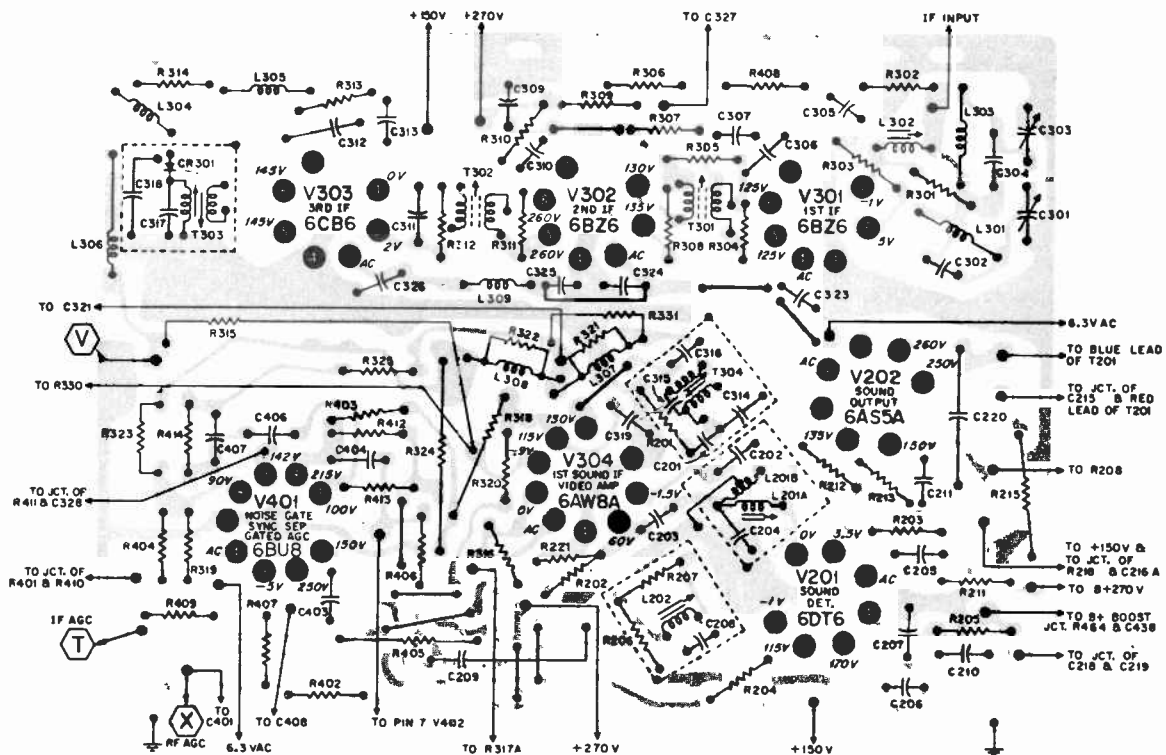 +150V
+270V
TO C327
IF INPUT
R314
L305
R313
C309
R306
R408
R302
L304
R309
C305
L303
C303
C313
R307
C307
L302
C312
R310
C310
R305
C306
R303
C304
CR301
C318
C317
T303
145V
0V
V303
3RD IF
6CB6
145V
2V
C311
T302
R312
R311
V302
2ND IF
6BZ6
130V
135V
260V
260V
AC
T301
R308
R304
125V
V301
1ST IF
6BZ6
-1V
5V
125V
AC
R301
L301
C301
C302
L306
AC
C326
L309
C325
C324
C323
TO C321
R315
R322
R321
R331
6.3V AC
V
L308
L307
C316
T304
C315
C314
AC
260V
250V
V202
SOUND
OUTPUT
6AS5A
TO BLUE LEAD
OF T201
R329
TO R330
TO JCT. OF
C215 & RED
LEAD OF T201
C220
R403
R318
C319
R201
R323
R414
C407
C406
R412
C404
R324
R413
R320
115V
150V
-9V
V304
1ST SOUND IF
VIDEO AMP
6AW8A
-1.5V
0V
AC
60V
C201
C202
L201B
L201A
C204
C203
135V
150V
R212
R213
C211
TO R208
R215
142V
90V
215V
100V
V401
NOISE GATE
SYNC SEP
GATED AGC
6BU8
150V
AC
-5V
250V
TO JCT. OF
R411 & C328
R404
R319
R406
R221
R202
R207
L202
C208
R206
R203
0V
3.5V
V201
SOUND
DET.
6DT6
AC
-1V
115V
170V
C205
R211
TO +150V &
TO JCT. OF
R218 & C216A
TO B+270V
TO JCT. OF
R401 & R410
R409
R407
C403
R405
C209
R204
C207
R205
C210
C206
TO B+ BOOST
JCT. R464 & C438
TO JCT. OF
C218 & C219
IF AGC
T
X
RF AGC
TO
C401
6.3 VAC
R402
TO C408
TO PIN 7 V402
TO R317A
+270V
+150V